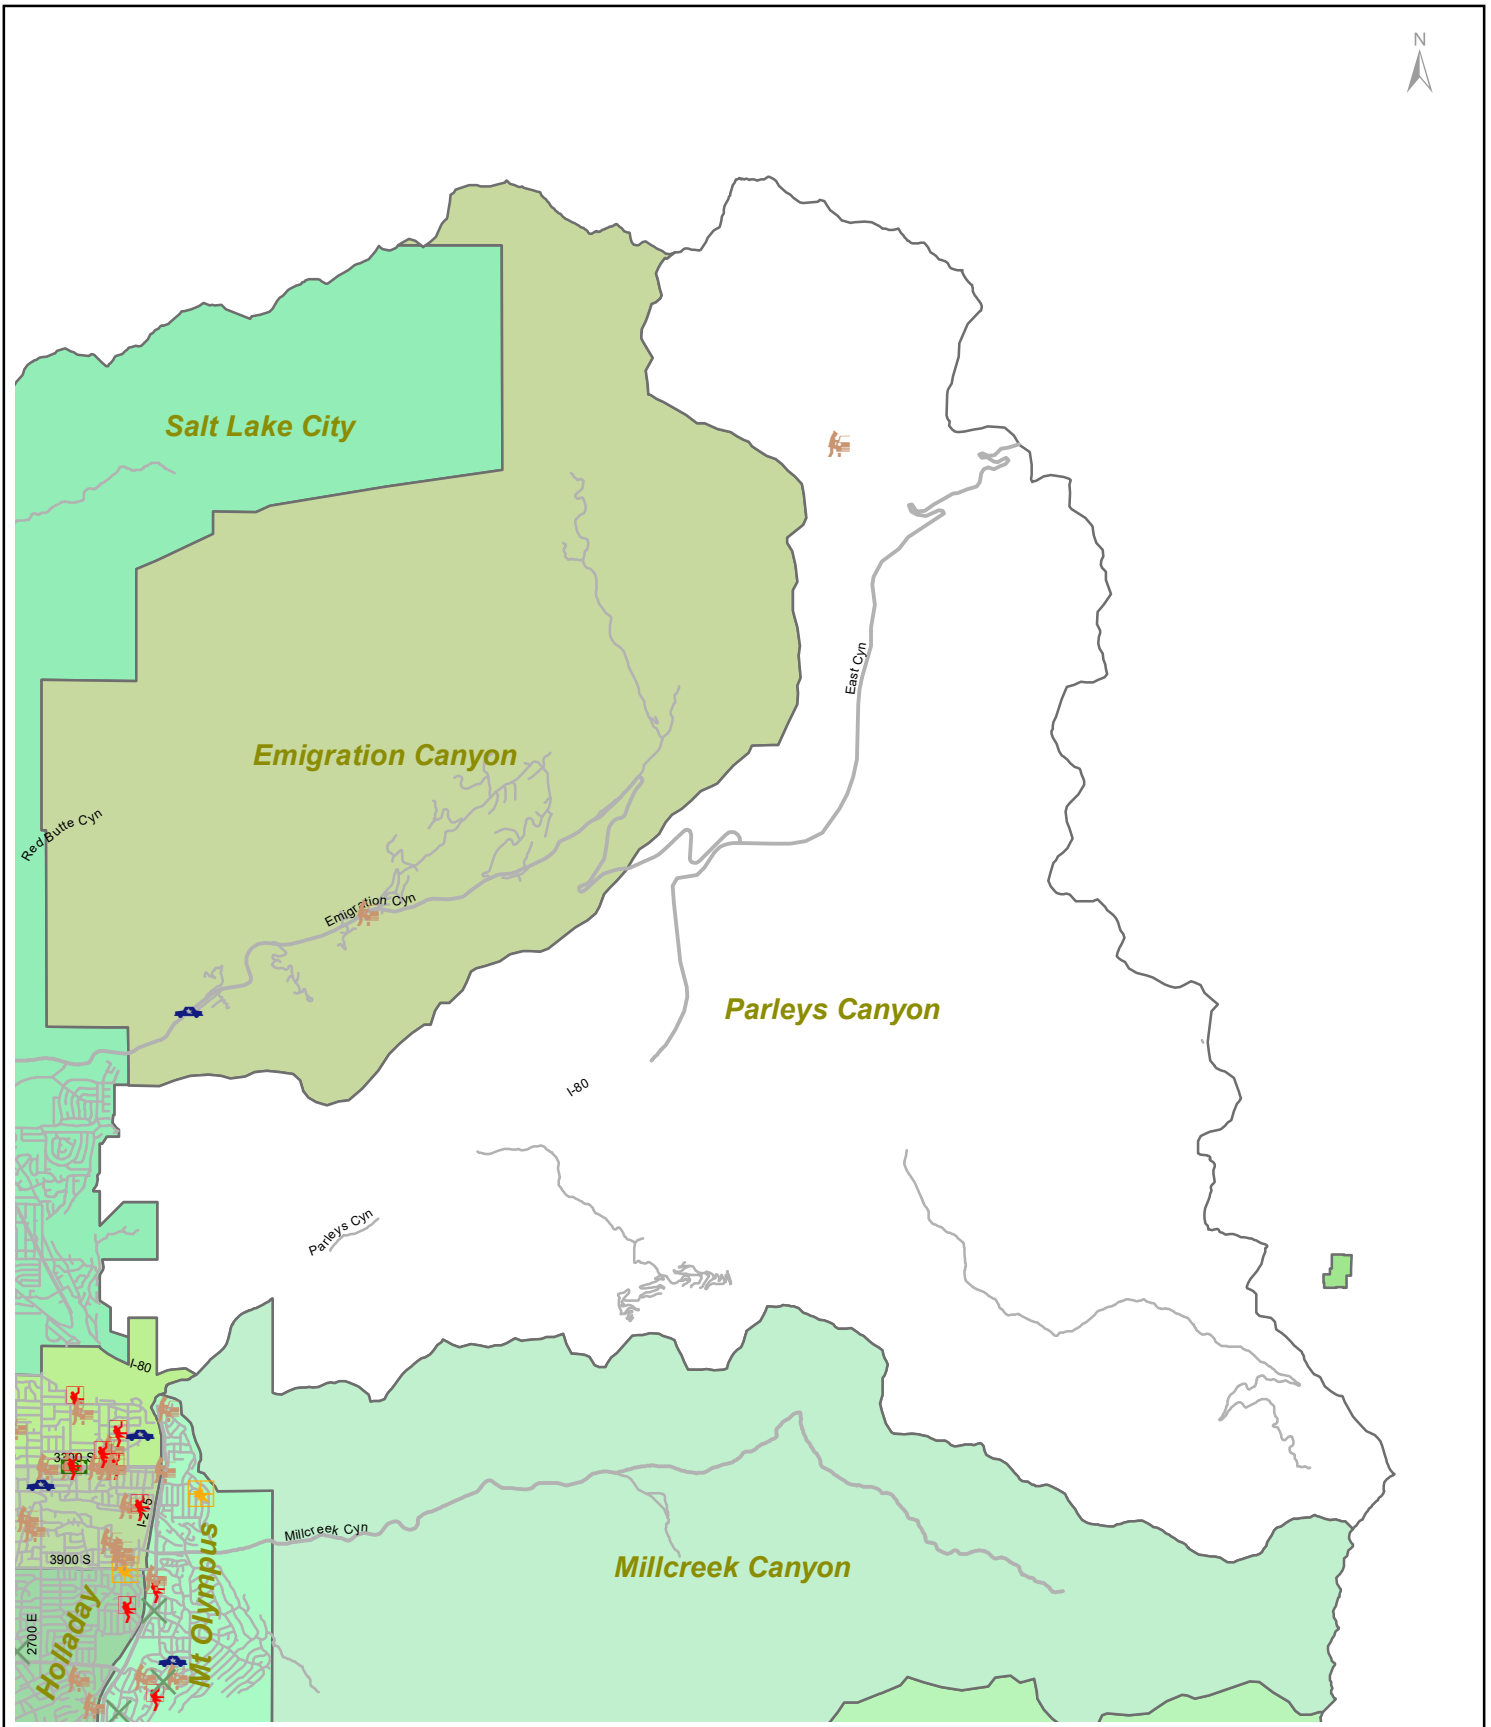 N
Salt Lake City
East Cyn
Emigration Canyon
Red Butte Cyn
Emigration Cyn
Parleys Canyon
I-80
Parleys Cyn
I-80
I-215
Millcreek Cyn
3900 S
Millcreek Canyon
2700 E
Holladay
Mt Olympus